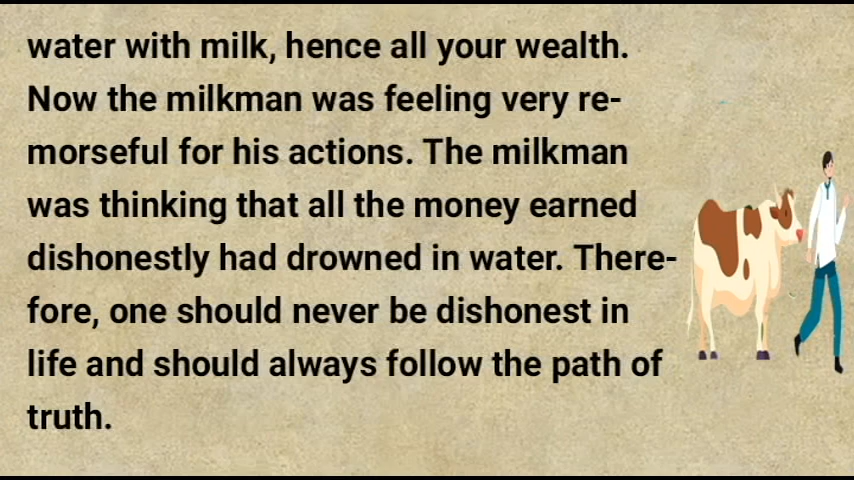 water with milk, hence all your wealth.
Now the milkman was feeling very re-
morseful for his actions. The milkman
was thinking that all the money earned
dishonestly had drowned in water. There-
fore, one should never be dishonest in
life and should always follow the path of
truth.